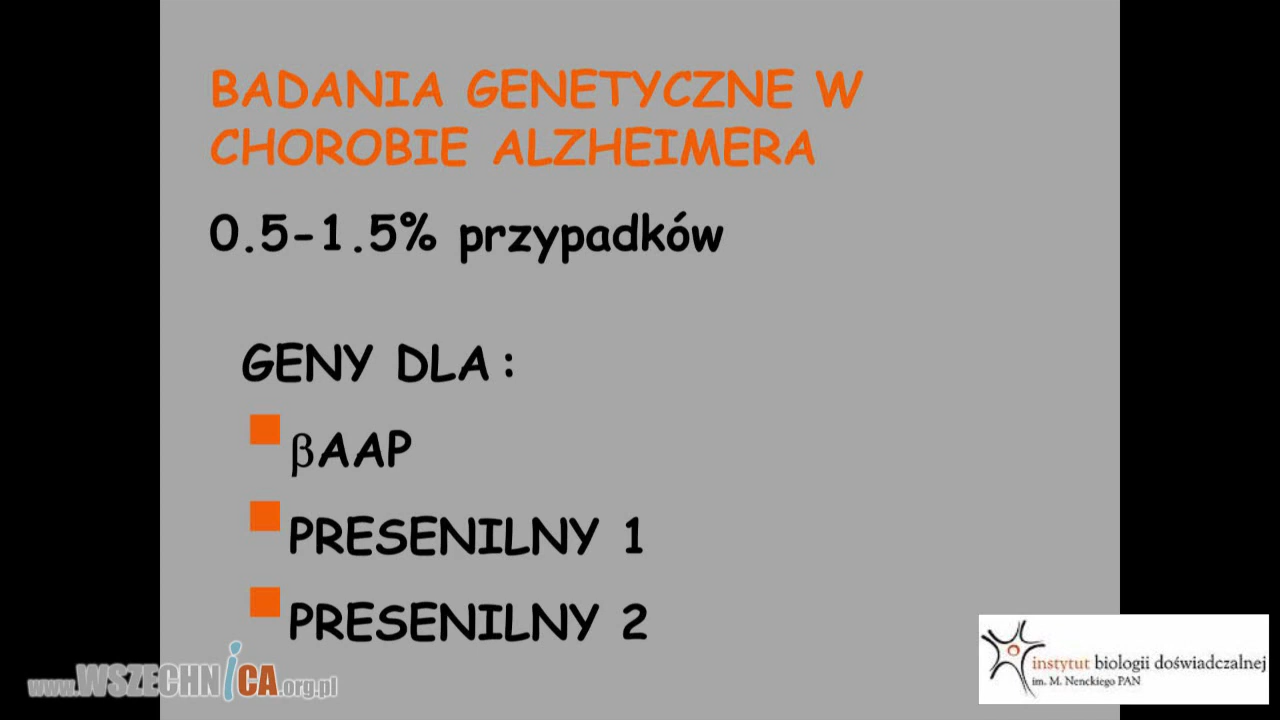 BADANIA GENETYCZNE W
CHOROBIE ALZHEIMERA
0.5-1.5% przypadków
GENY DLA :
βAAP
PRESENILNY 1
PRESENILNY 2
www.WSZECHNiCA.org.pl
instytut biologii doświadczalnej
im. M. Nenckiego PAN